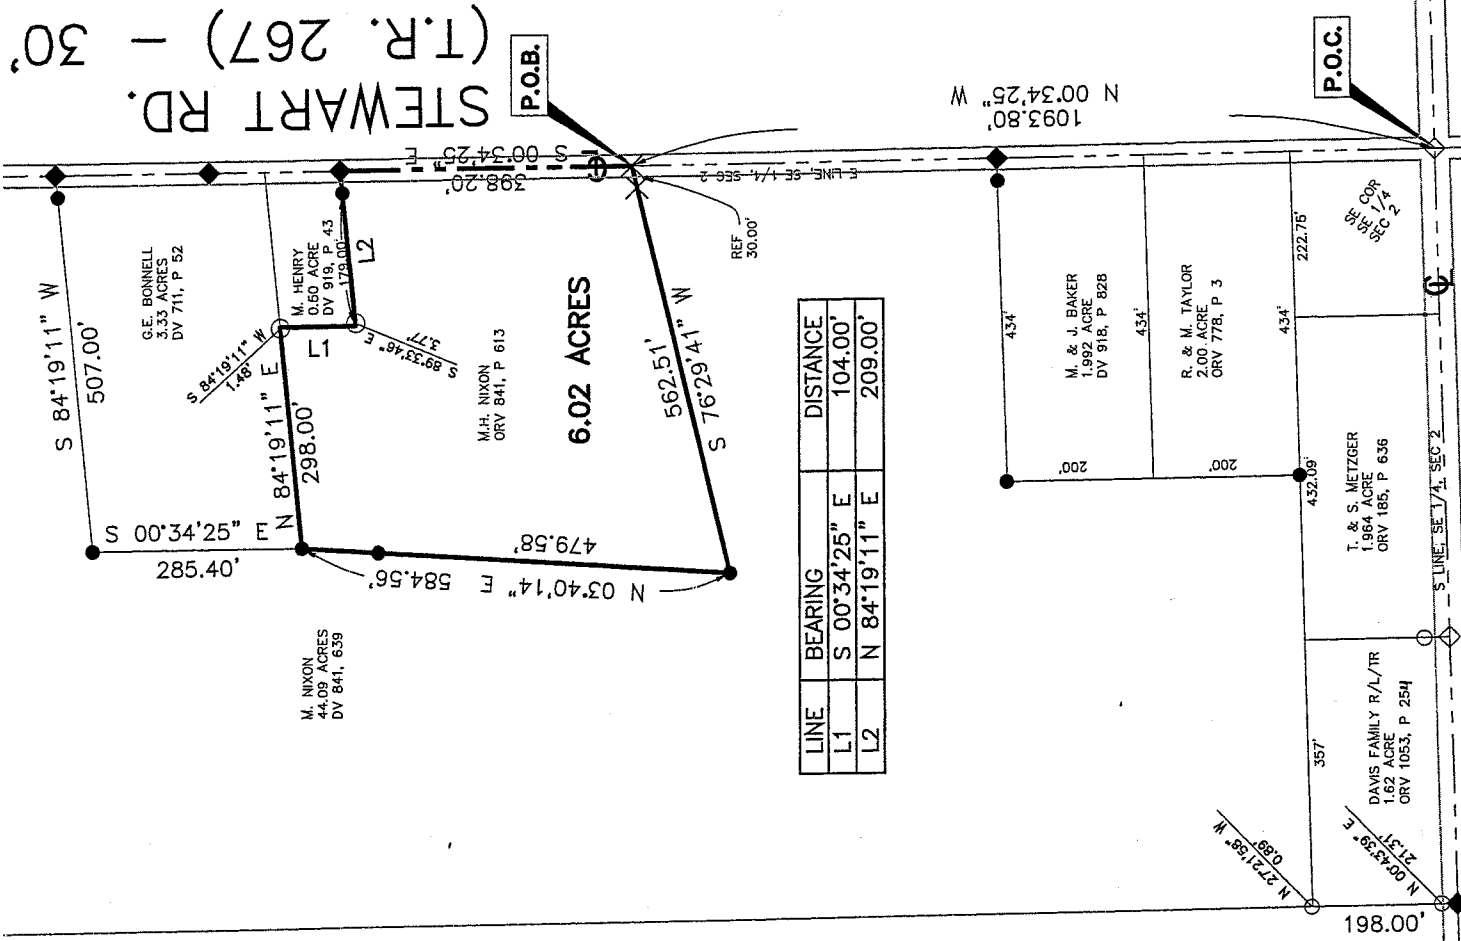 STEWART RD.
(T.R. 267) - 30'
P.O.B.
P.O.C.
N 00°34'25" W
1093.80'
S 00°34'25" E
398.20'
E LINE, SE 1/4, SEC 2
REF
30.00'
SE COR
SE 1/4
SEC 2
S 84°19'11" W
507.00'
G.E. BONNELL
3.33 ACRES
DV 711, P 52
M. HENRY
0.60 ACRE
DV 919, P 43
179.00'
L2
L1
S 84°19'11" W
1.48'
S 89°33'46" E
3.77'
N 84°19'11" E
298.00'
M.H. NIXON
ORV 841, P 613
6.02 ACRES
562.51'
S 76°29'41" W
S 00°34'25" E
285.40'
479.58'
N 03°40'14" E 584.56'
M. NIXON
44.09 ACRES
DV 841, 639
LINE BEARING DISTANCE
L1 S 00°34'25" E 104.00'
L2 N 84°19'11" E 209.00'
434'
M. & J. BAKER
1.992 ACRE
DV 918, P 828
434'
R. & M. TAYLOR
2.00 ACRE
ORV 778, P 3
434'
222.75'
200'
200'
432.09'
T. & S. METZGER
1.964 ACRE
ORV 185, P 636
S LINE, SE 1/4, SEC 2
357'
DAVIS FAMILY R/L/TR
1.62 ACRE
ORV 1053, P 254
N 27°21'58" W
0.89'
N 00°43'39" E
21.31'
198.00'